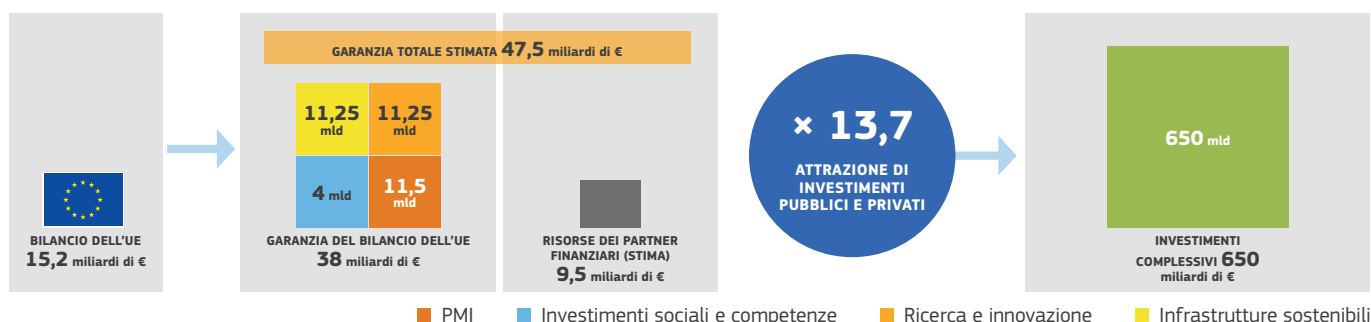 GARANZIA TOTALE STIMATA 47,5 miliardi di €
11,25
mld
11,25
mld
4 mld
11,5
mld
× 13,7
ATTRAZIONE DI
INVESTIMENTI
PUBBLICI E PRIVATI
650 mld
BILANCIO DELL'UE
15,2 miliardi di €
GARANZIA DEL BILANCIO DELL'UE
38 miliardi di €
RISORSE DEI PARTNER
FINANZIARI (STIMA)
9,5 miliardi di €
INVESTIMENTI
COMPLESSIVI 650
miliardi di €
PMI
Investimenti sociali e competenze
Ricerca e innovazione
Infrastrutture sostenibili